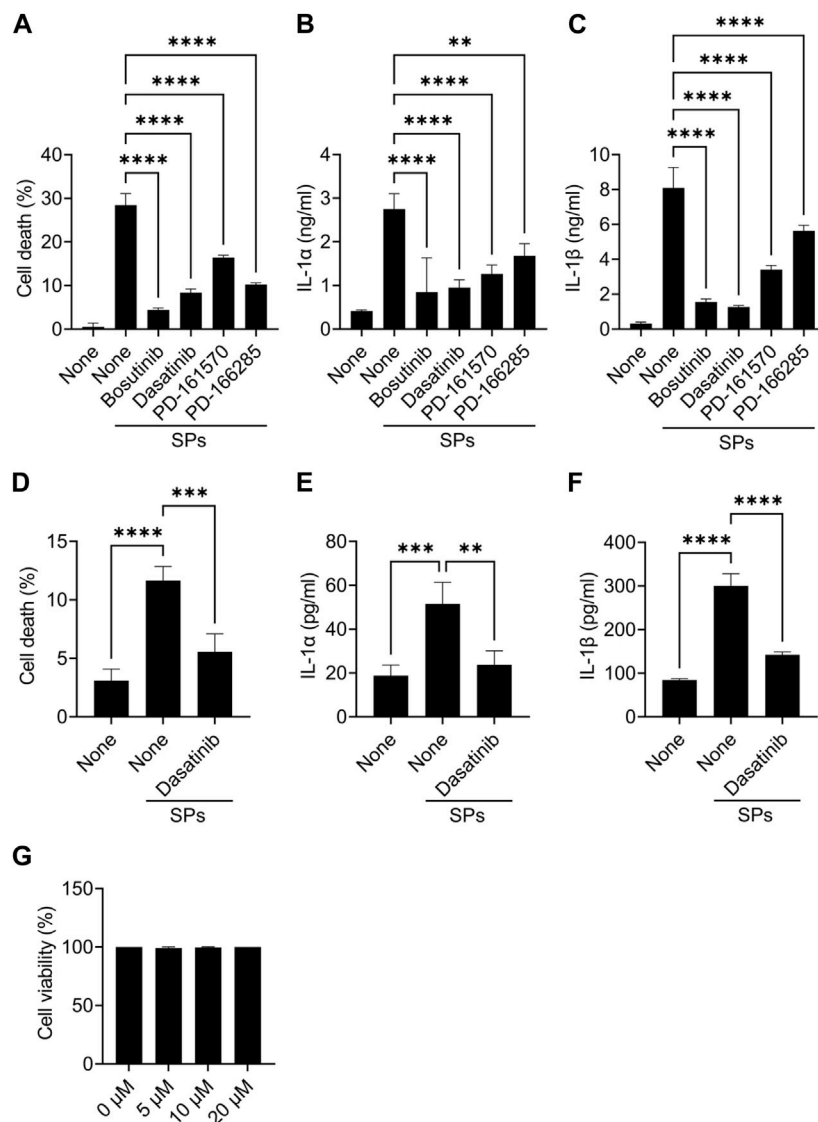 A
****
****
****
****
Cell death (%)
40
30
20
10
0
None
None
Bosutinib
Dasatinib
PD-161570
PD-166285
SPs
B
**
****
****
****
IL-1α (ng/ml)
4
3
2
1
0
None
None
Bosutinib
Dasatinib
PD-161570
PD-166285
SPs
C
****
****
****
****
IL-1β (ng/ml)
10
8
6
4
2
0
None
None
Bosutinib
Dasatinib
PD-161570
PD-166285
SPs
D
***
****
Cell death (%)
15
10
5
0
None
None
Dasatinib
SPs
E
*** **
IL-1α (pg/ml)
80
60
40
20
0
None
None
Dasatinib
SPs
F
****
****
IL-1β (pg/ml)
400
300
200
100
0
None
None
Dasatinib
SPs
G
Cell viability (%)
150
100
50
0
0 μM
5 μM
10 μM
20 μM